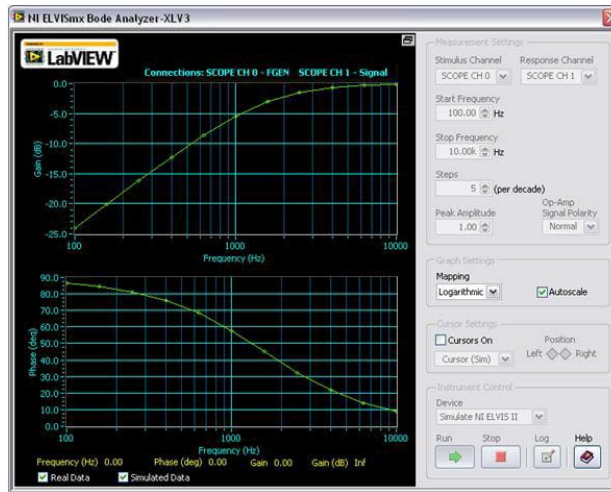 NI ELVISmx Bode Analyzer-XLV3
LabVIEW
Connections: SCOPE CH 0 - FGEN SCOPE CH 1 - Signal
0.0
-5.0
-10.0
-15.0
-20.0
-25.0
Gain (dB)
100 1000 10000
Frequency (Hz)
90.0
80.0
70.0
60.0
50.0
40.0
30.0
20.0
10.0
0.0
Phase (deg)
100 1000 10000
Frequency (Hz)
Frequency (Hz) 0.00 Phase (deg) 0.00 Gain 0.00 Gain (dB) Inf
Real Data Simulated Data
Measurement Settings
Stimulus Channel Response Channel
SCOPE CH 0 SCOPE CH 1
Start Frequency
100.00 Hz
Stop Frequency
10.00k Hz
Steps
5 (per decade)
Peak Amplitude Op-Amp Signal Polarity
1.00 Normal
Graph Settings
Mapping
Logarithmic Autoscale
Cursor Settings
Cursors On Position
Cursor (Sim) Left Right
Instrument Control
Device
Simulate NI ELVIS II
Run Stop Log Help